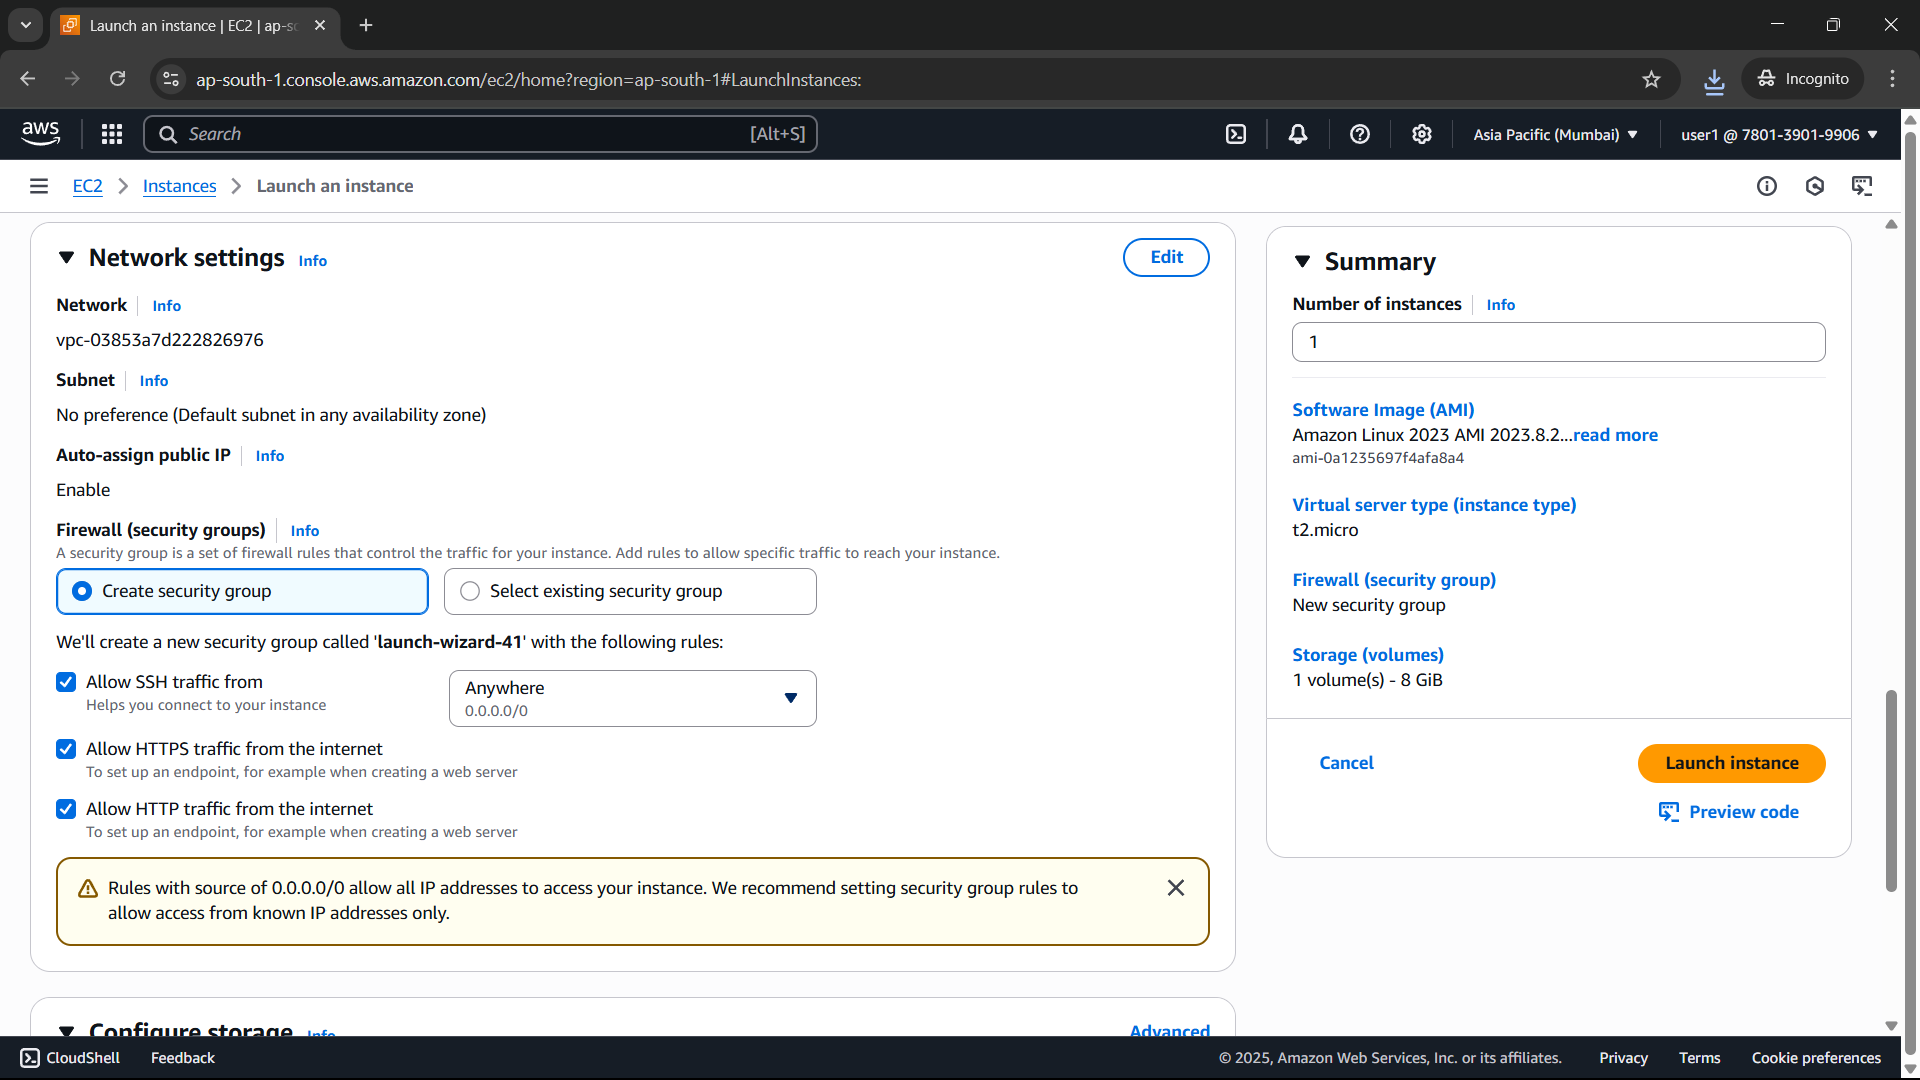 Launch an instance | EC2 | ap-so
ap-south-1.console.aws.amazon.com/ec2/home?region=ap-south-1#LaunchInstances:
Incognito
aws
Search
[Alt+S]
Asia Pacific (Mumbai)
user1 @ 7801-3901-9906
EC2
Instances
Launch an instance
Network settings
Info
Edit
Network
Info
vpc-03853a7d222826976
Subnet
Info
No preference (Default subnet in any availability zone)
Auto-assign public IP
Info
Enable
Firewall (security groups)
Info
A security group is a set of firewall rules that control the traffic for your instance. Add rules to allow specific traffic to reach your instance.
Create security group
Select existing security group
We'll create a new security group called 'launch-wizard-41' with the following rules:
Allow SSH traffic from
Helps you connect to your instance
Anywhere
0.0.0.0/0
Allow HTTPS traffic from the internet
To set up an endpoint, for example when creating a web server
Allow HTTP traffic from the internet
To set up an endpoint, for example when creating a web server
Rules with source of 0.0.0.0/0 allow all IP addresses to access your instance. We recommend setting security group rules to
allow access from known IP addresses only.
Configure storage
Info
Advanced
Summary
Number of instances
Info
1
Software Image (AMI)
Amazon Linux 2023 AMI 2023.8.2...read more
ami-0a1235697f4afa8a4
Virtual server type (instance type)
t2.micro
Firewall (security group)
New security group
Storage (volumes)
1 volume(s) - 8 GiB
Cancel
Launch instance
Preview code
CloudShell
Feedback
© 2025, Amazon Web Services, Inc. or its affiliates.
Privacy
Terms
Cookie preferences